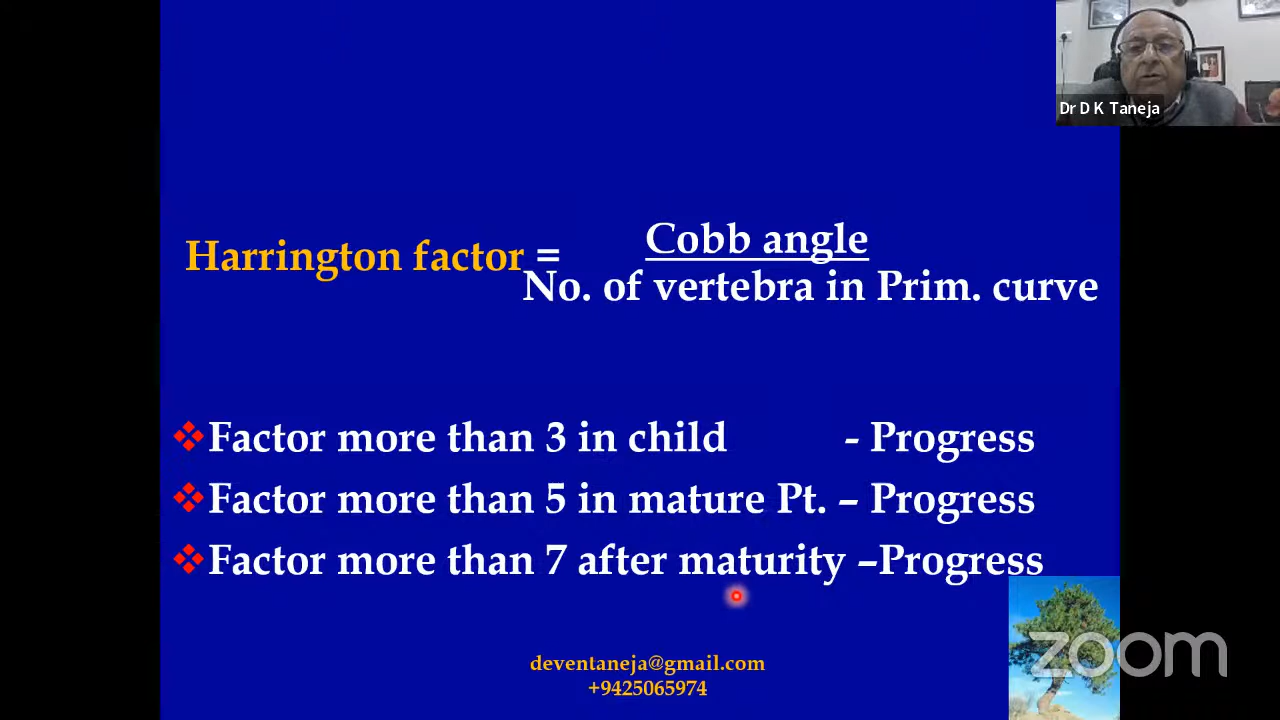 Dr D K Taneja
Cobb angle
Harrington factor =
No. of vertebra in Prim. curve
❖Factor more than 3 in child - Progress
❖Factor more than 5 in mature Pt. – Progress
❖Factor more than 7 after maturity –Progress
deventaneja@gmail.com
+9425065974
zoom